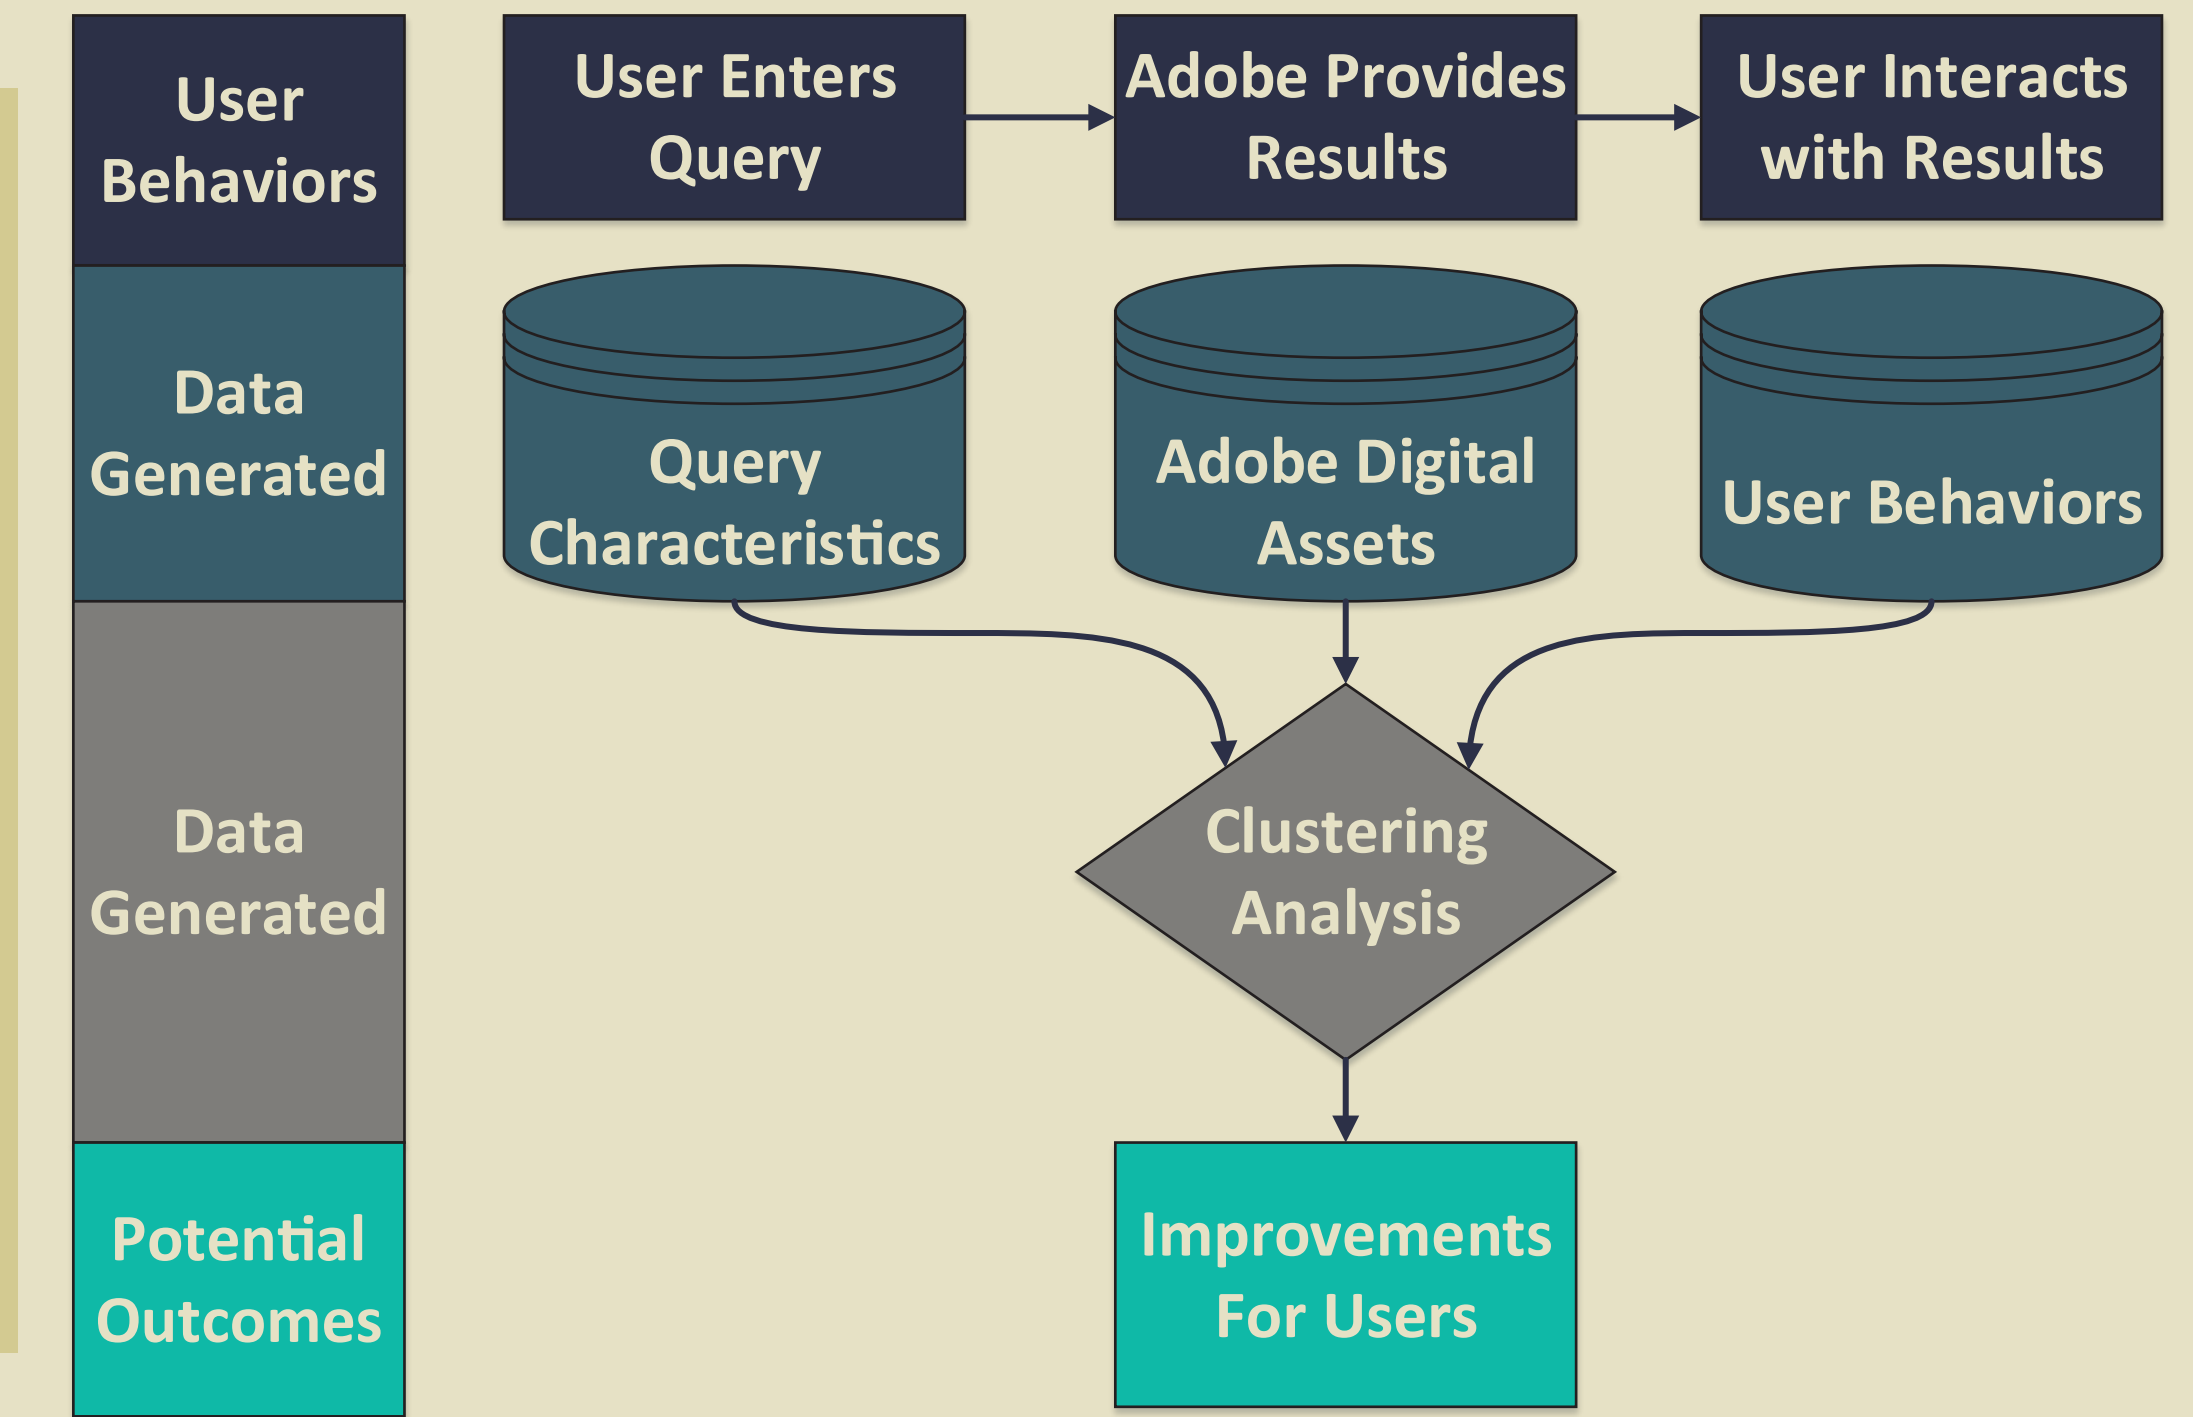 User
Behaviors
User Enters
Query
Adobe Provides
Results
User Interacts
with Results
Data
Generated
Query
Characteristics
Adobe Digital
Assets
User Behaviors
Data
Generated
Clustering
Analysis
Potential
Outcomes
Improvements
For Users